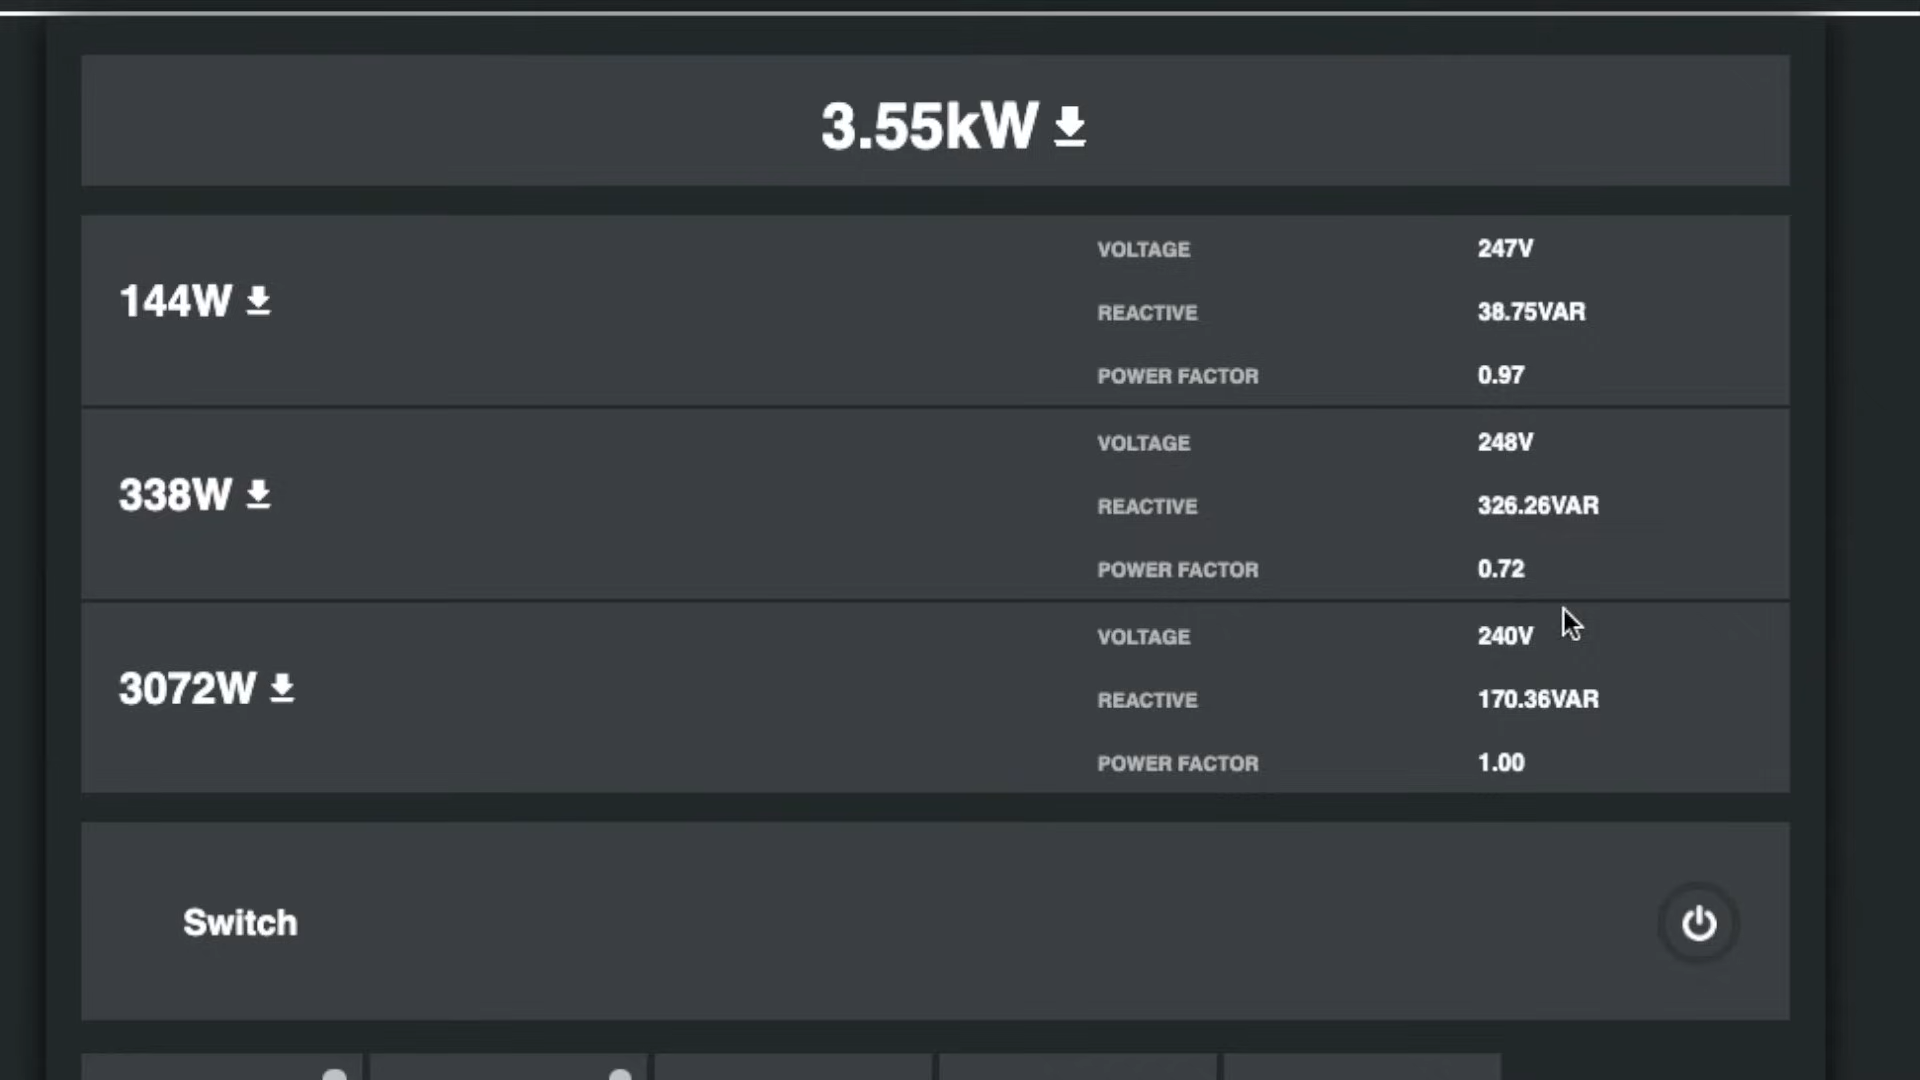 3.55kW
144W
VOLTAGE 247V
REACTIVE 38.75VAR
POWER FACTOR 0.97
338W
VOLTAGE 248V
REACTIVE 326.26VAR
POWER FACTOR 0.72
3072W
VOLTAGE 240V
REACTIVE 170.36VAR
POWER FACTOR 1.00
Switch